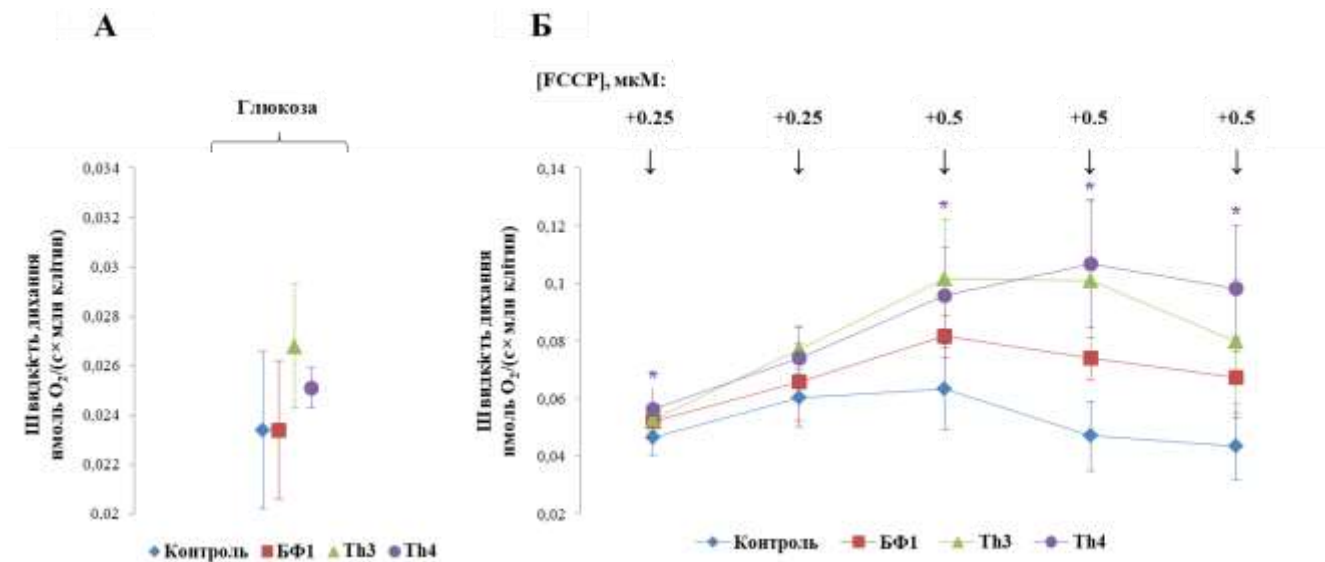 А
Б
[FCCP], мкМ:
Глюкоза
+0.25 +0.25 +0.5 +0.5 +0.5
0,034
0,032
0,03
0,028
0,026
0,024
0,022
0,02
Швидкість дихання
нмоль O₂/(с× млн клітин)
Контроль БФ1 Th3 Th4
0,14
0,12
0,1
0,08
0,06
0,04
0,02
Швидкість дихання
нмоль O₂/(с× млн клітин)
* * * *
Контроль БФ1 Th3 Th4